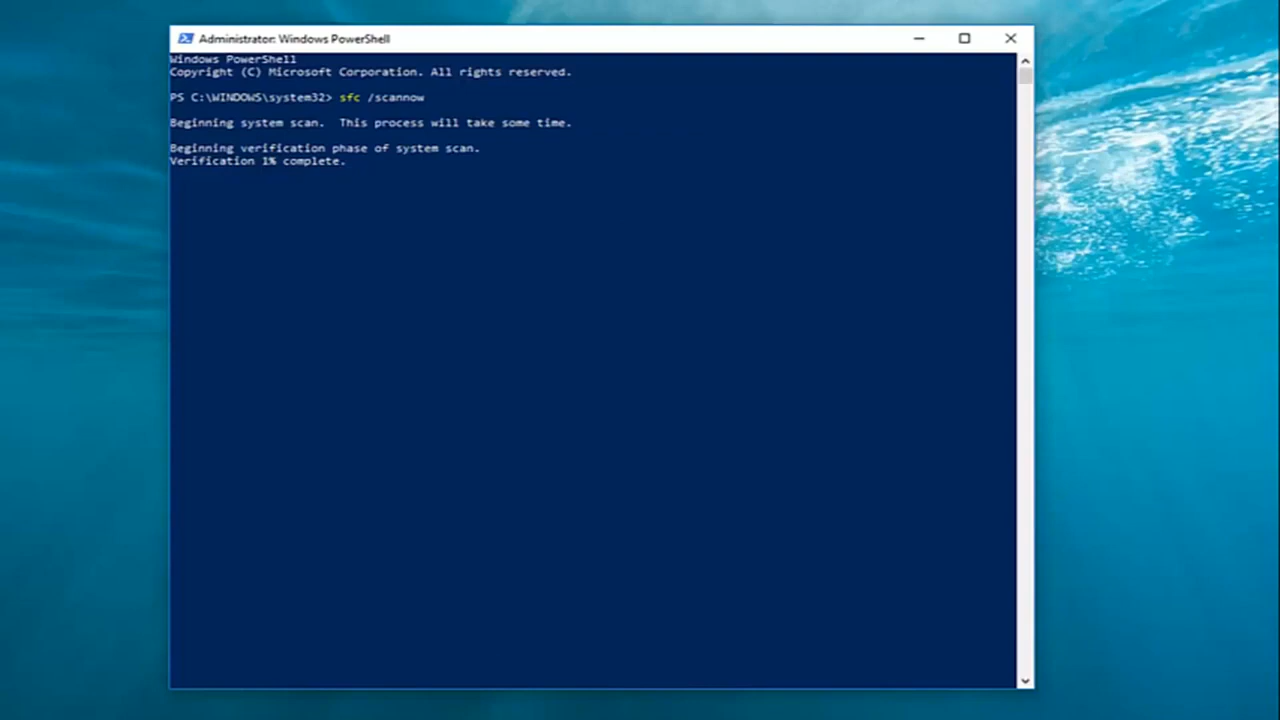 Administrator: Windows PowerShell
Windows PowerShell
Copyright (C) Microsoft Corporation. All rights reserved.
PS C:\WINDOWS\system32> sfc /scannow
Beginning system scan.  This process will take some time.
Beginning verification phase of system scan.
Verification 1% complete.